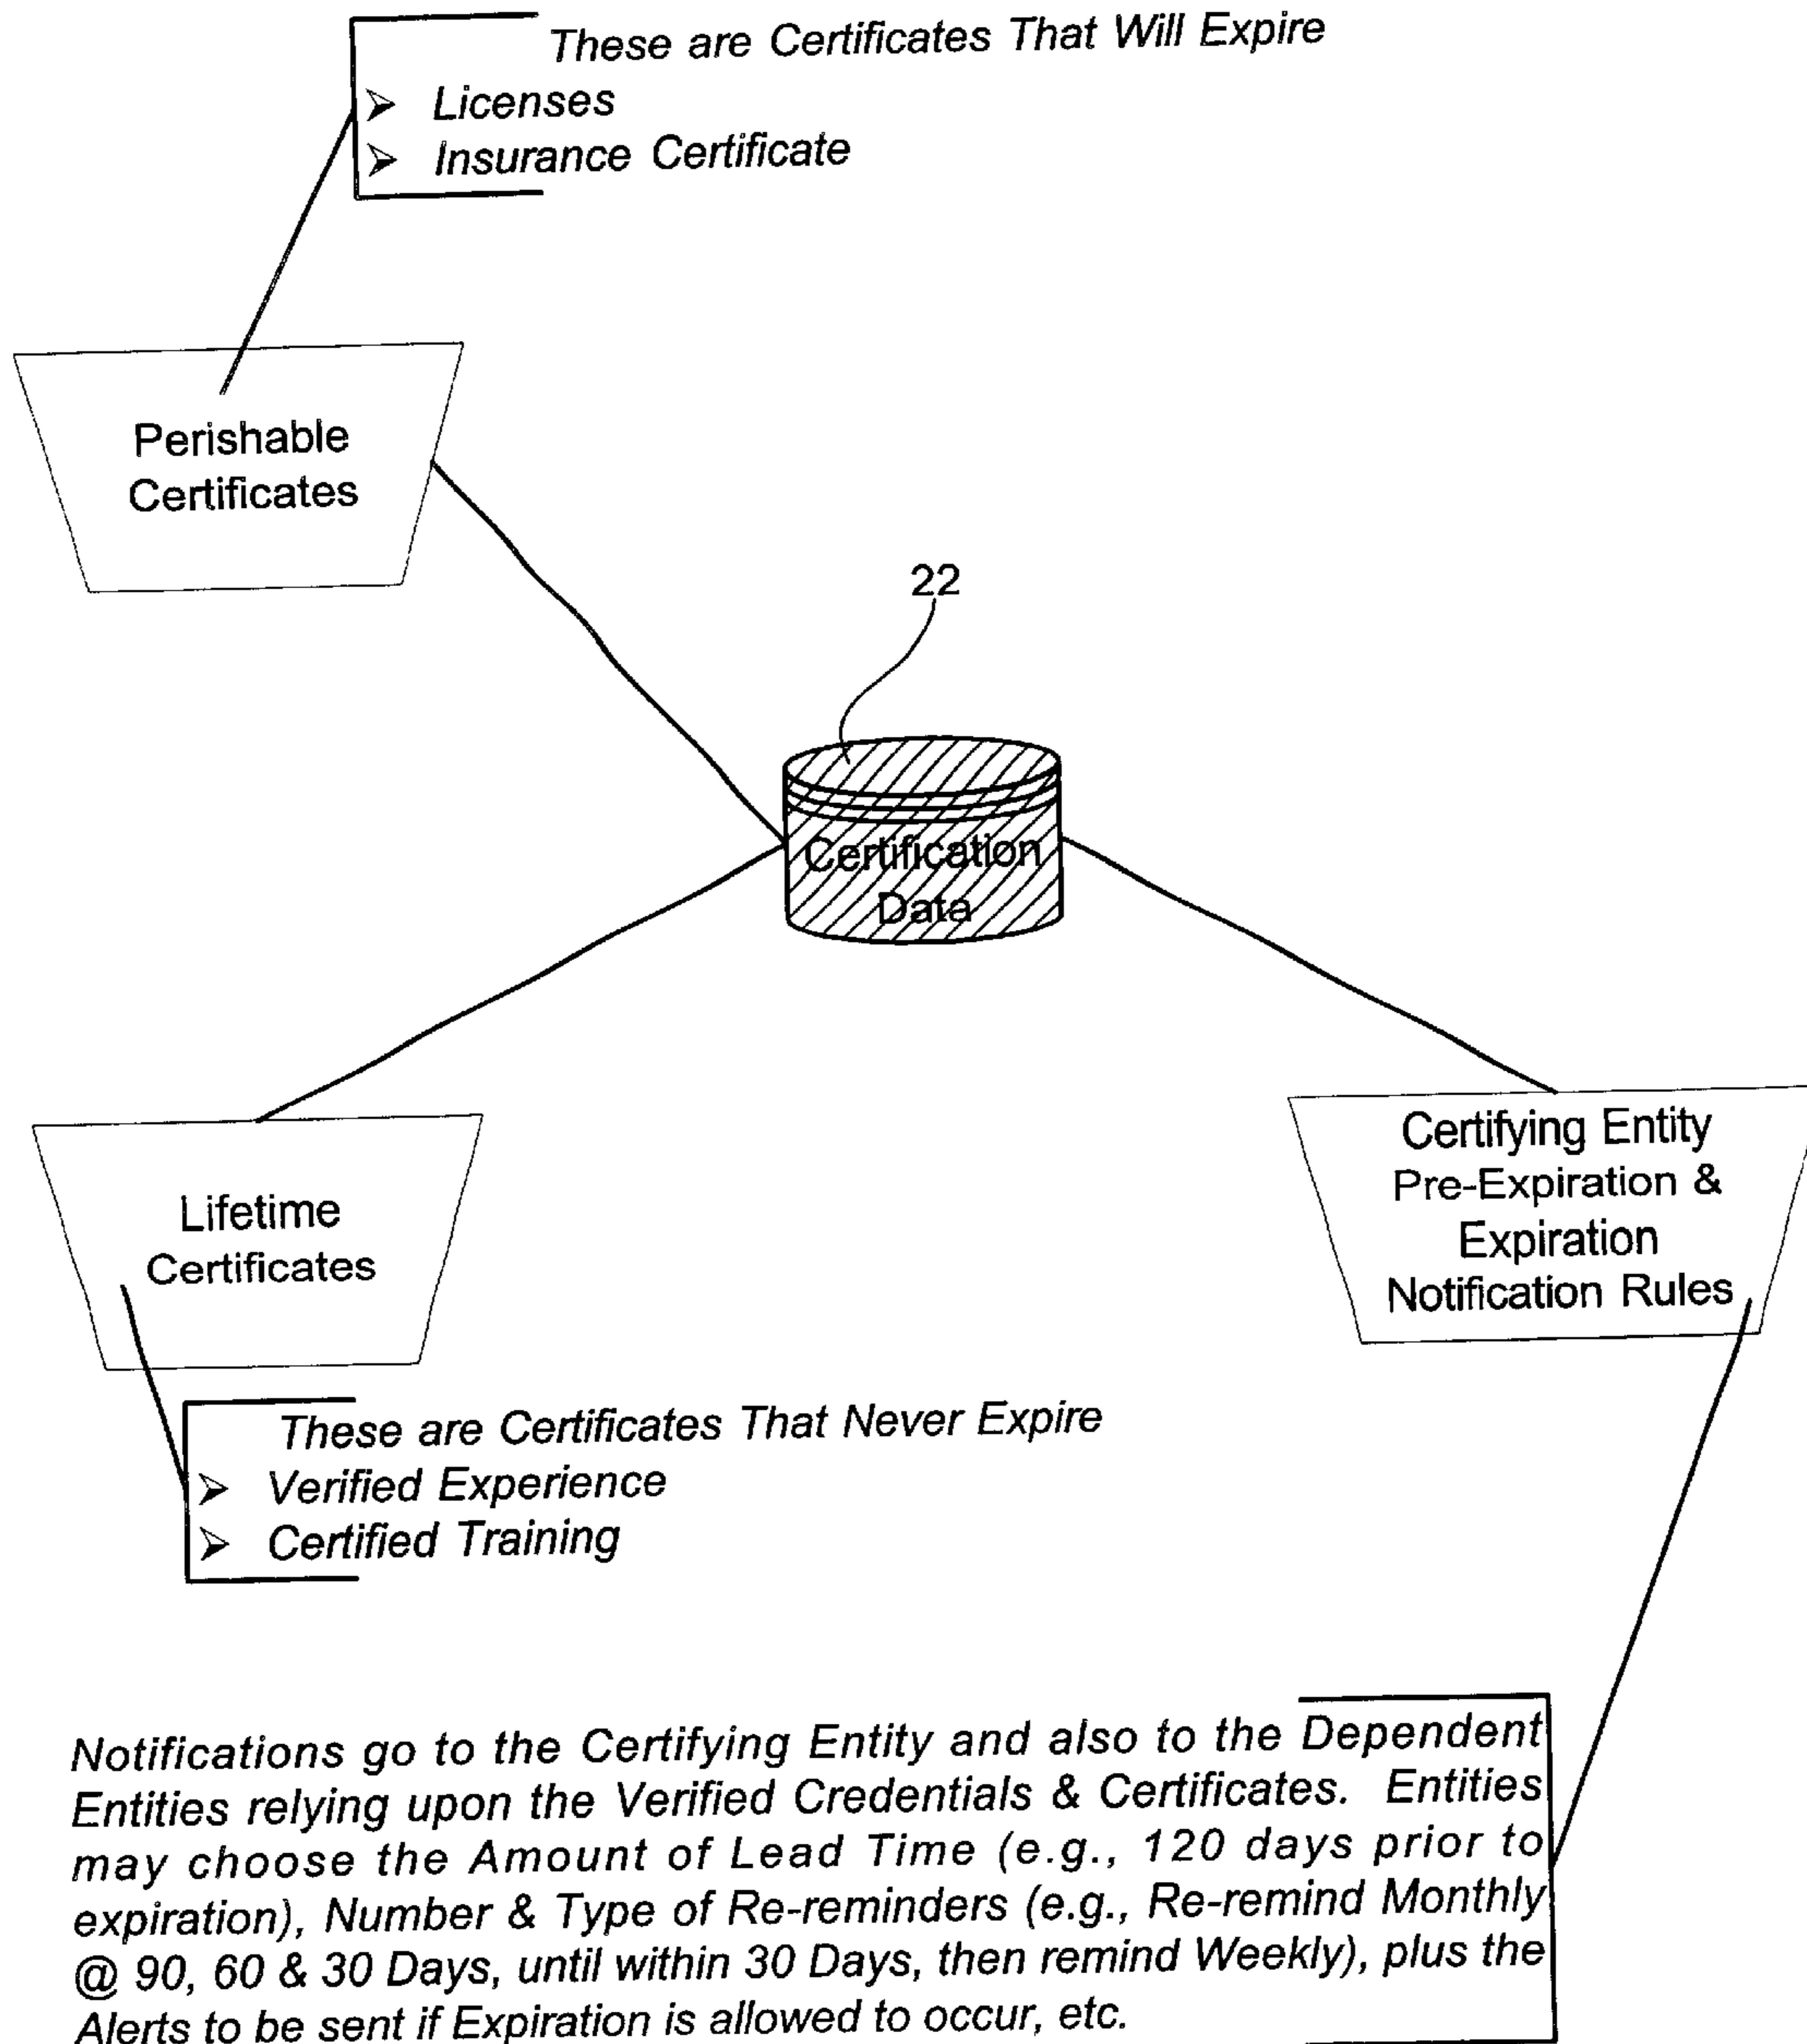 These are Certificates That Will Expire
➢ Licenses
➢ Insurance Certificate
Perishable
Certificates
22
Certification
Data
Lifetime
Certificates
Certifying Entity
Pre-Expiration &
Expiration
Notification Rules
These are Certificates That Never Expire
➢ Verified Experience
➢ Certified Training
Notifications go to the Certifying Entity and also to the Dependent
Entities relying upon the Verified Credentials & Certificates. Entities
may choose the Amount of Lead Time (e.g., 120 days prior to
expiration), Number & Type of Re-reminders (e.g., Re-remind Monthly
@ 90, 60 & 30 Days, until within 30 Days, then remind Weekly), plus the
Alerts to be sent if Expiration is allowed to occur, etc.